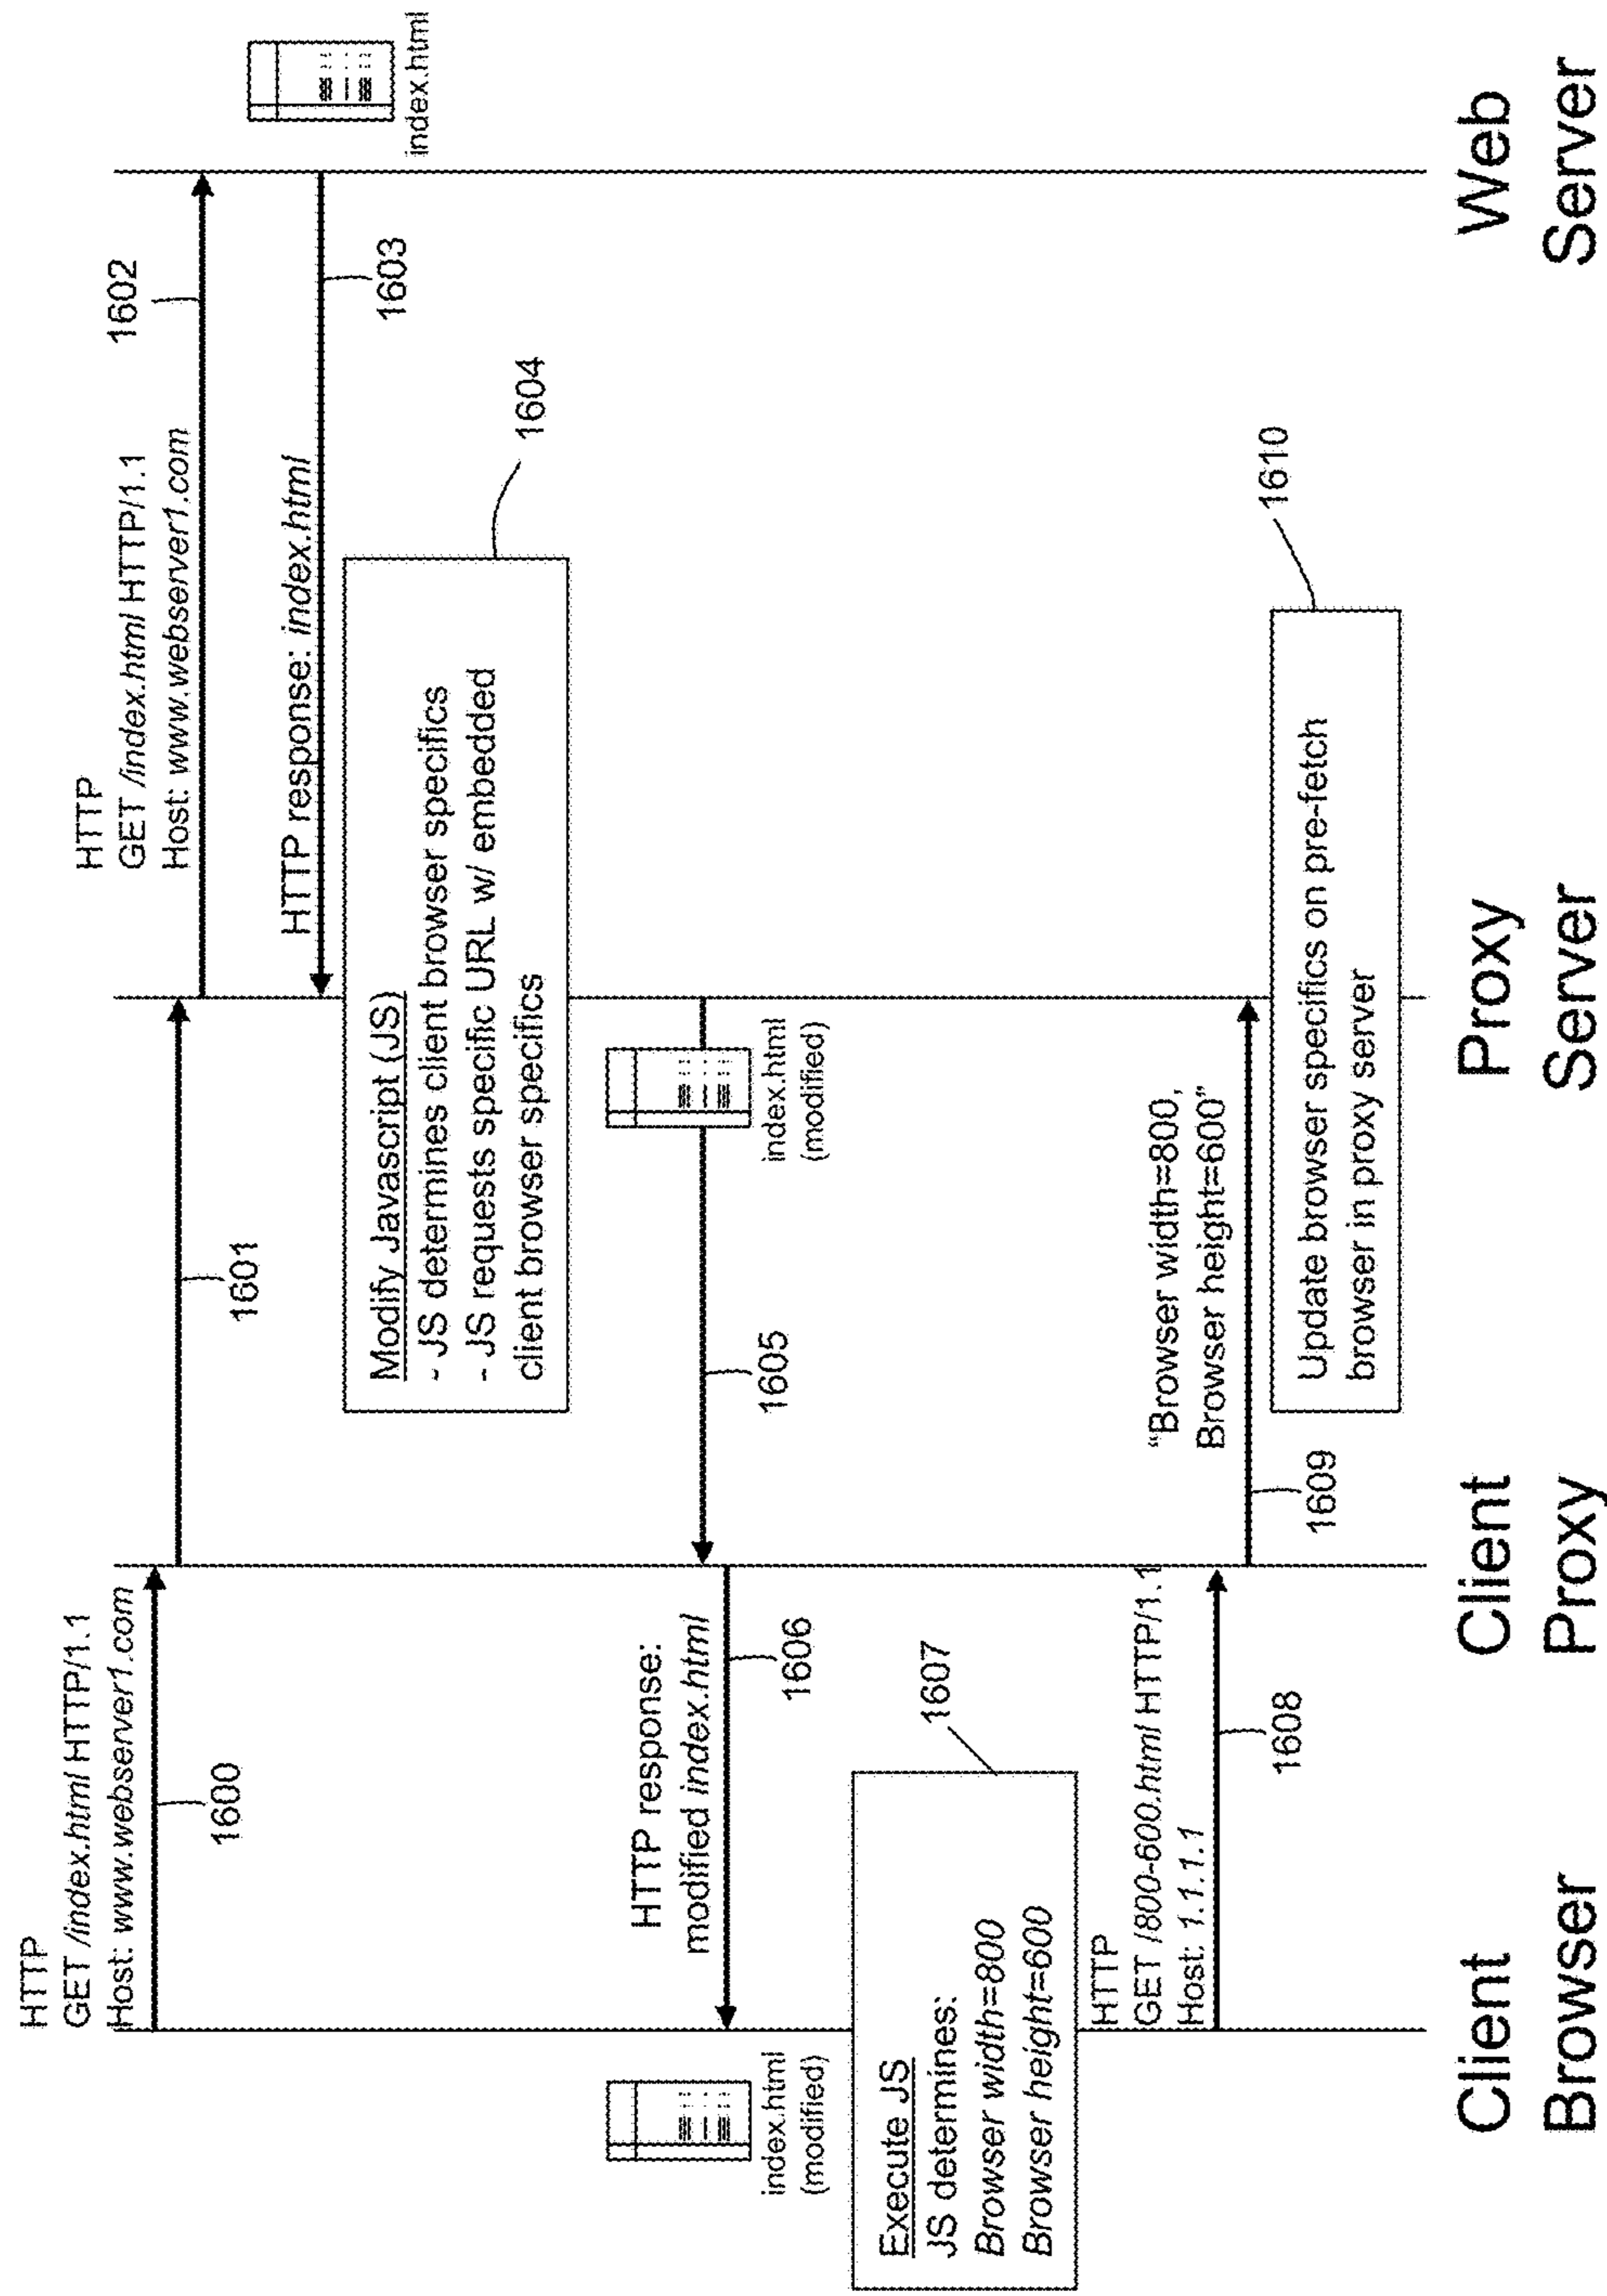 HTTP
GET /index.html HTTP/1.1
Host: www.webserver1.com
1600
1601
HTTP
GET /index.html HTTP/1.1
Host: www.webserver1.com
1602
HTTP response: index.html
1603
index.html
Modify Javascript (JS)
- JS determines client browser specifics
- JS requests specific URL w/ embedded
client browser specifics
1604
index.html
(modified)
1605
HTTP response:
modified index.html
1606
index.html
(modified)
Execute JS
JS determines:
Browser width=800
Browser height=600
1607
HTTP
GET /800-600.html HTTP/1.1
Host: 1.1.1.1
1608
“Browser width=800,
Browser height=600”
1609
Update browser specifics on pre-fetch
browser in proxy server
1610
Client
Browser
Client
Proxy
Proxy
Server
Web
Server